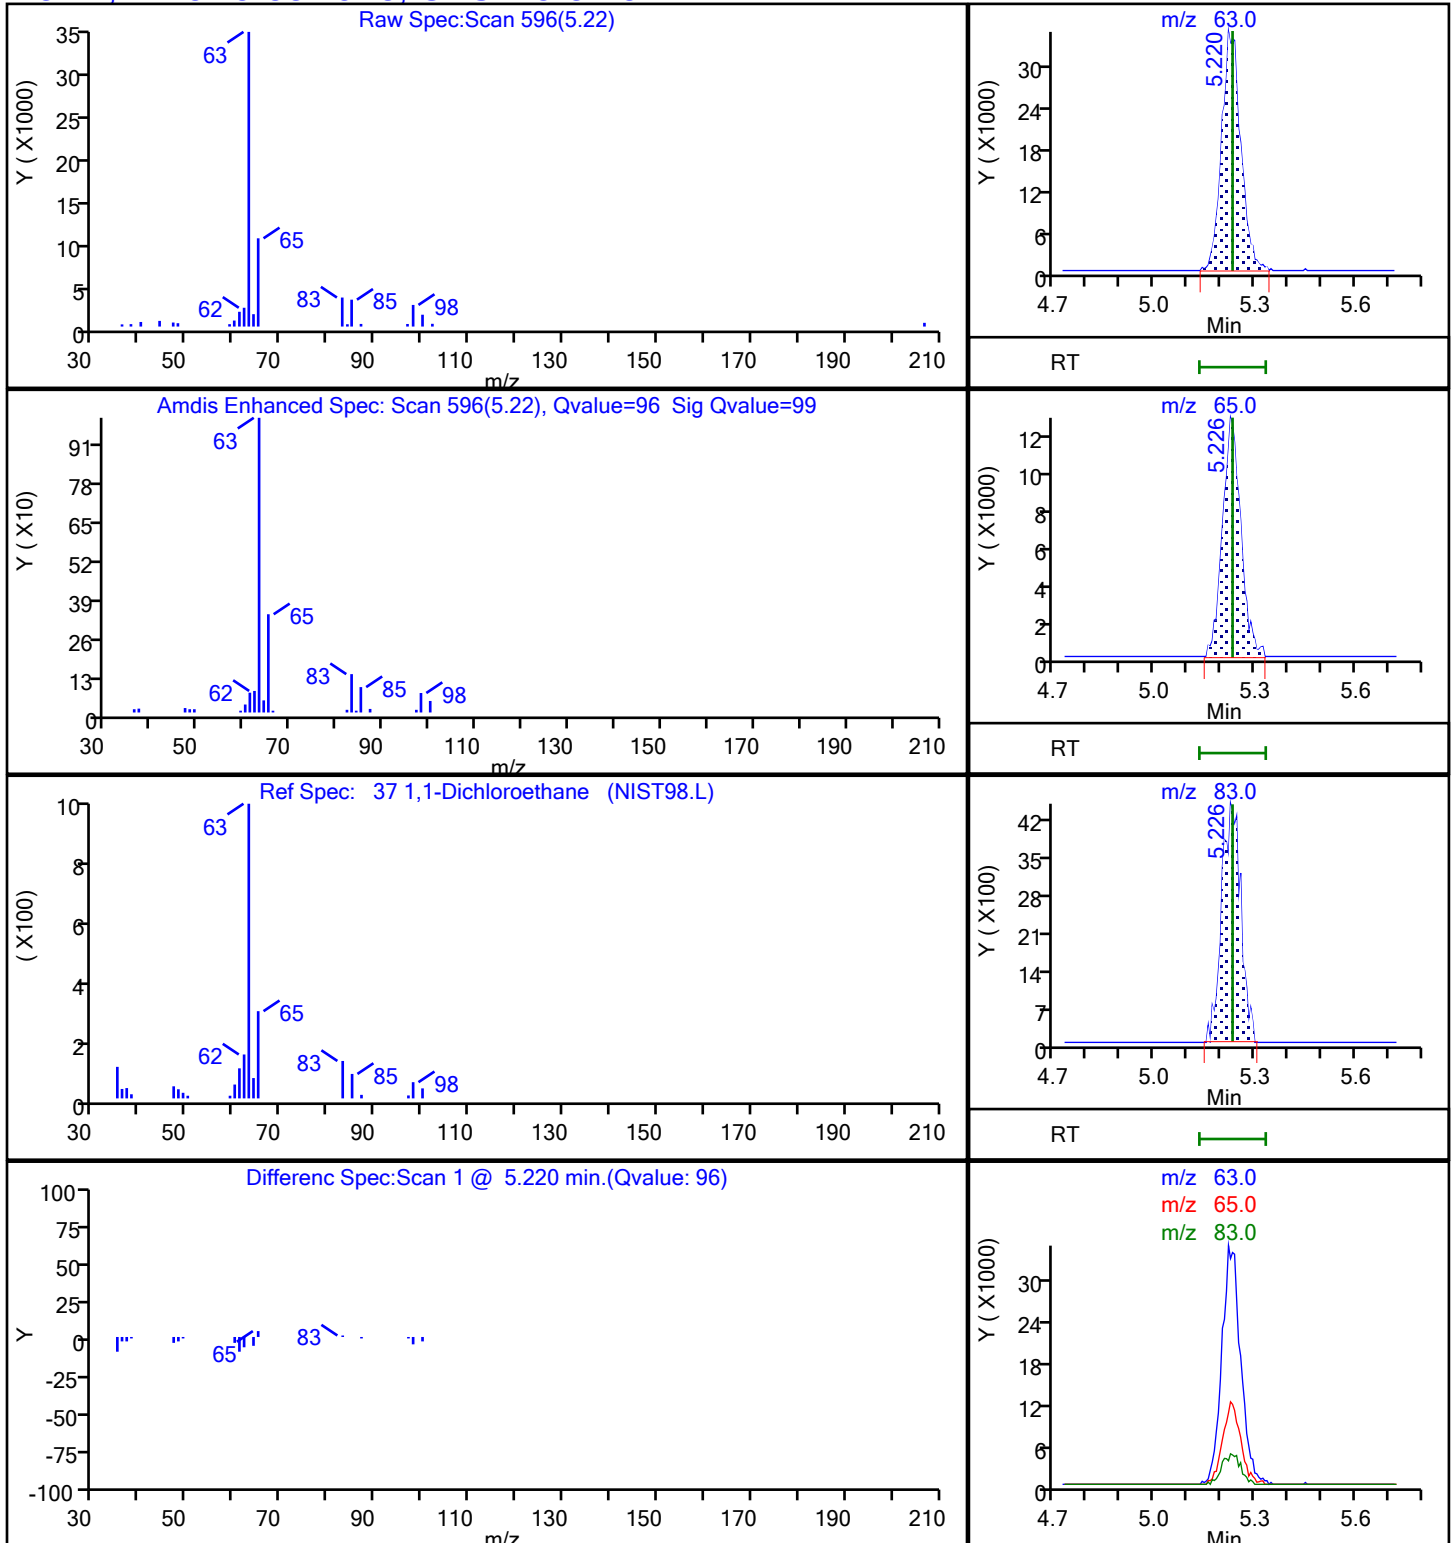 Raw Spec:Scan 596(5.22)
Y ( X1000)
35
30
25
20
15
10
5
0
63
65
62
83
85
98
30 50 70 90 110 130 150 170 190 210
m/z
m/z 63.0
5.220
Y ( X1000)
30
24
18
12
6
0
4.7 5.0 5.3 5.6
Min
RT
Amdis Enhanced Spec: Scan 596(5.22), Qvalue=96 Sig Qvalue=99
Y ( X10)
91
78
65
52
39
26
13
0
63
65
62
83
85
98
30 50 70 90 110 130 150 170 190 210
m/z
m/z 65.0
5.226
Y ( X1000)
12
10
8
6
4
2
0
4.7 5.0 5.3 5.6
Min
RT
Ref Spec: 37 1,1-Dichloroethane (NIST98.L)
( X100)
10
8
6
4
2
0
63
65
62
83
85
98
30 50 70 90 110 130 150 170 190 210
m/z 83.0
5.226
Y ( X100)
42
35
28
21
14
7
0
4.7 5.0 5.3 5.6
Min
RT
Differenc Spec:Scan 1 @ 5.220 min.(Qvalue: 96)
Y
100
75
50
25
0
-25
-50
-75
-100
65
83
30 50 70 90 110 130 150 170 190 210
m/z
m/z 63.0
m/z 65.0
m/z 83.0
Y ( X1000)
30
24
18
12
6
0
4.7 5.0 5.3 5.6
Min